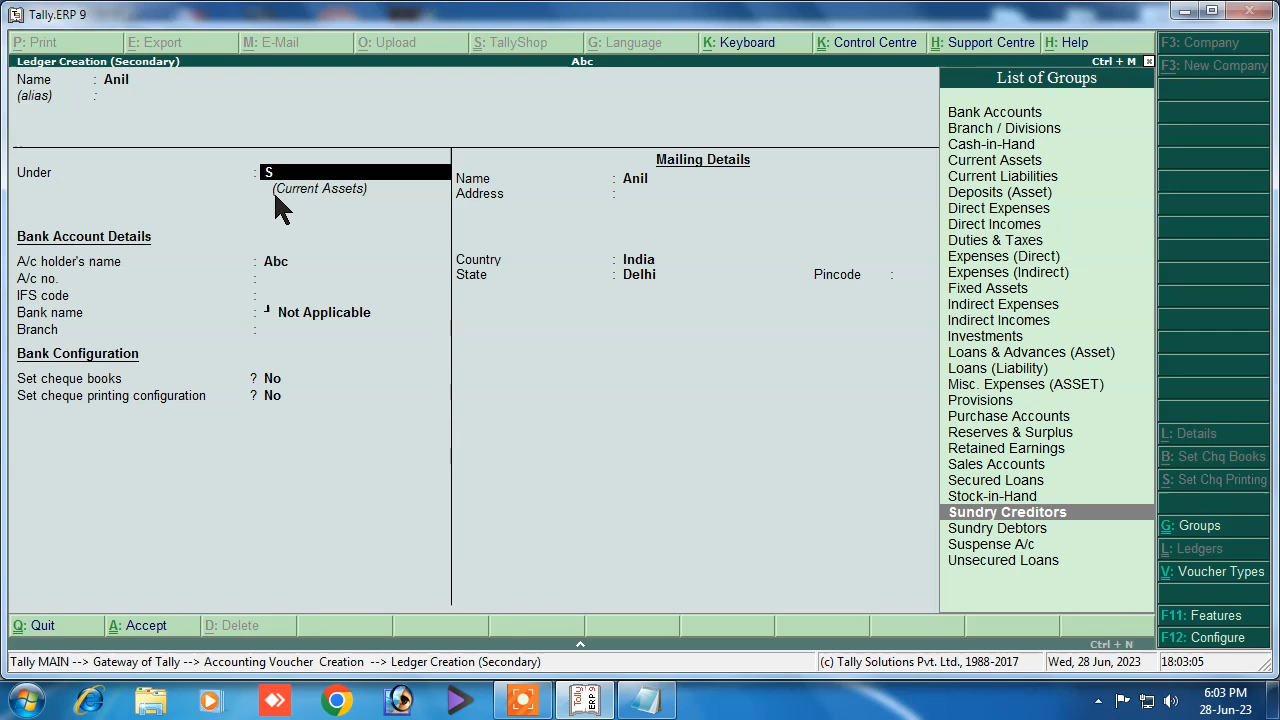 Tally.ERP 9
P: Print
E: Export
M: E-Mail
O: Upload
S: TallyShop
G: Language
K: Keyboard
K: Control Centre
H: Support Centre
H: Help
F3: Company
F3: New Company
Ledger Creation (Secondary)
Abc
Ctrl + M
Name : Anil
(alias) :
Under : S
(Current Assets)
Bank Account Details
A/c holder's name : Abc
A/c no. :
IFS code :
Bank name : ┘ Not Applicable
Branch :
Bank Configuration
Set cheque books ? No
Set cheque printing configuration ? No
Mailing Details
Name : Anil
Address :
Country : India
State : Delhi
Pincode :
List of Groups
Bank Accounts
Branch / Divisions
Cash-in-Hand
Current Assets
Current Liabilities
Deposits (Asset)
Direct Expenses
Direct Incomes
Duties & Taxes
Expenses (Direct)
Expenses (Indirect)
Fixed Assets
Indirect Expenses
Indirect Incomes
Investments
Loans & Advances (Asset)
Loans (Liability)
Misc. Expenses (ASSET)
Provisions
Purchase Accounts
Reserves & Surplus
Retained Earnings
Sales Accounts
Secured Loans
Stock-in-Hand
Sundry Creditors
Sundry Debtors
Suspense A/c
Unsecured Loans
L: Details
B: Set Chq Books
S: Set Chq Printing
G: Groups
L: Ledgers
V: Voucher Types
F11: Features
F12: Configure
Q: Quit
A: Accept
D: Delete
Ctrl + N
Tally MAIN --> Gateway of Tally --> Accounting Voucher Creation --> Ledger Creation (Secondary)
(c) Tally Solutions Pvt. Ltd., 1988-2017
Wed, 28 Jun, 2023
18:03:05
Tally
ERP 9
6:03 PM
28-Jun-23